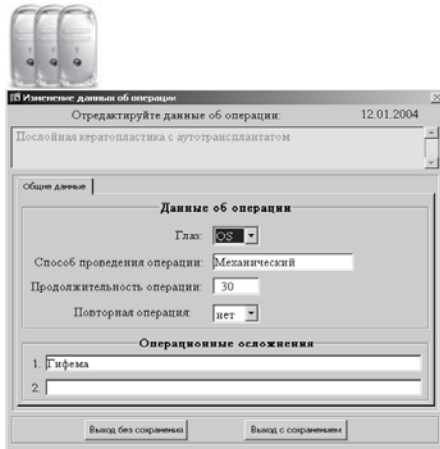 Изменение данных об операции
Отредактируйте данные об операции: 12.01.2004
Послойная кератопластика с аутотрансплантатом
Общие данные
Данные об операции
Глаз: OS
Способ проведения операции: Механический
Продолжительность операции: 30
Повторная операция: нет
Операционные осложнения
1. Гифема
2.
Выход без сохранения Выход с сохранением